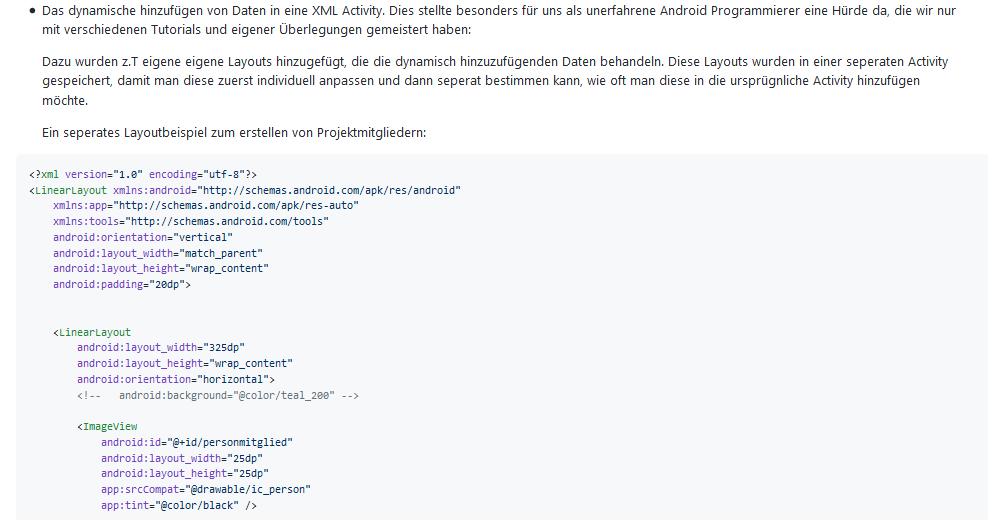 • Das dynamische hinzufügen von Daten in eine XML Activity. Dies stellte besonders für uns als unerfahrene Android Programmierer eine Hürde da, die wir nur
mit verschiedenen Tutorials und eigener Überlegungen gemeistert haben:
Dazu wurden z.T eigene eigene Layouts hinzugefügt, die die dynamisch hinzuzufügenden Daten behandeln. Diese Layouts wurden in einer seperaten Activity
gespeichert, damit man diese zuerst individuell anpassen und dann seperat bestimmen kann, wie oft man diese in die ursprügnliche Activity hinzufügen
möchte.
Ein seperates Layoutbeispiel zum erstellen von Projektmitgliedern:
<?xml version="1.0" encoding="utf-8"?>
<LinearLayout xmlns:android="http://schemas.android.com/apk/res/android"
    xmlns:app="http://schemas.android.com/apk/res-auto"
    xmlns:tools="http://schemas.android.com/tools"
    android:orientation="vertical"
    android:layout_width="match_parent"
    android:layout_height="wrap_content"
    android:padding="20dp">
    <LinearLayout
        android:layout_width="325dp"
        android:layout_height="wrap_content"
        android:orientation="horizontal">
        <!--   android:background="@color/teal_200" -->
        <ImageView
            android:id="@+id/personmitglied"
            android:layout_width="25dp"
            android:layout_height="25dp"
            app:srcCompat="@drawable/ic_person"
            app:tint="@color/black" />